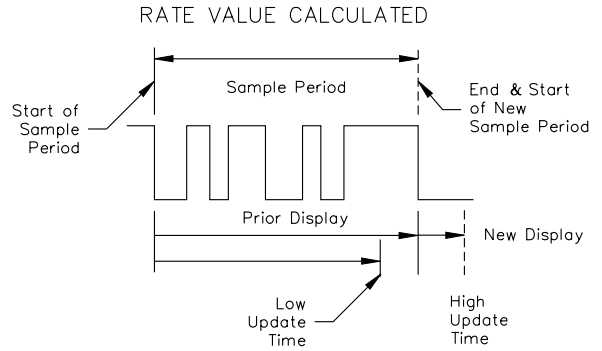 RATE VALUE CALCULATED
Sample Period
Start of
Sample
Period
End & Start
of New
Sample Period
Prior Display
New Display
Low
Update
Time
High
Update
Time